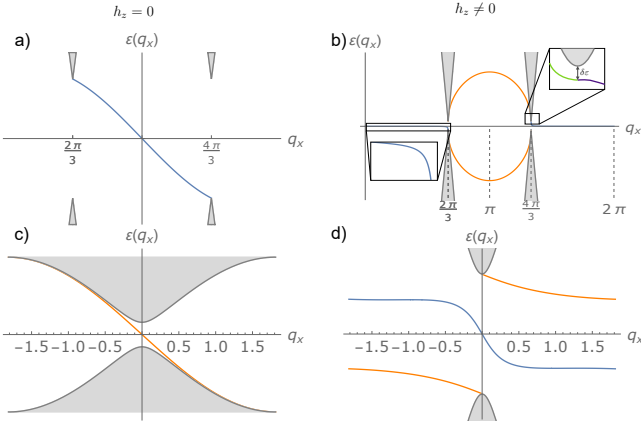 h_z = 0
h_z ≠ 0
a)
ε(q_x)
q_x
2π/3
4π/3
b)
ε(q_x)
δε
q_x
2π/3
π
4π/3
2π
c)
ε(q_x)
q_x
-1.5 -1.0 -0.5 0.5 1.0 1.5
d)
ε(q_x)
q_x
-1.5 -1.0 -0.5 0.5 1.0 1.5